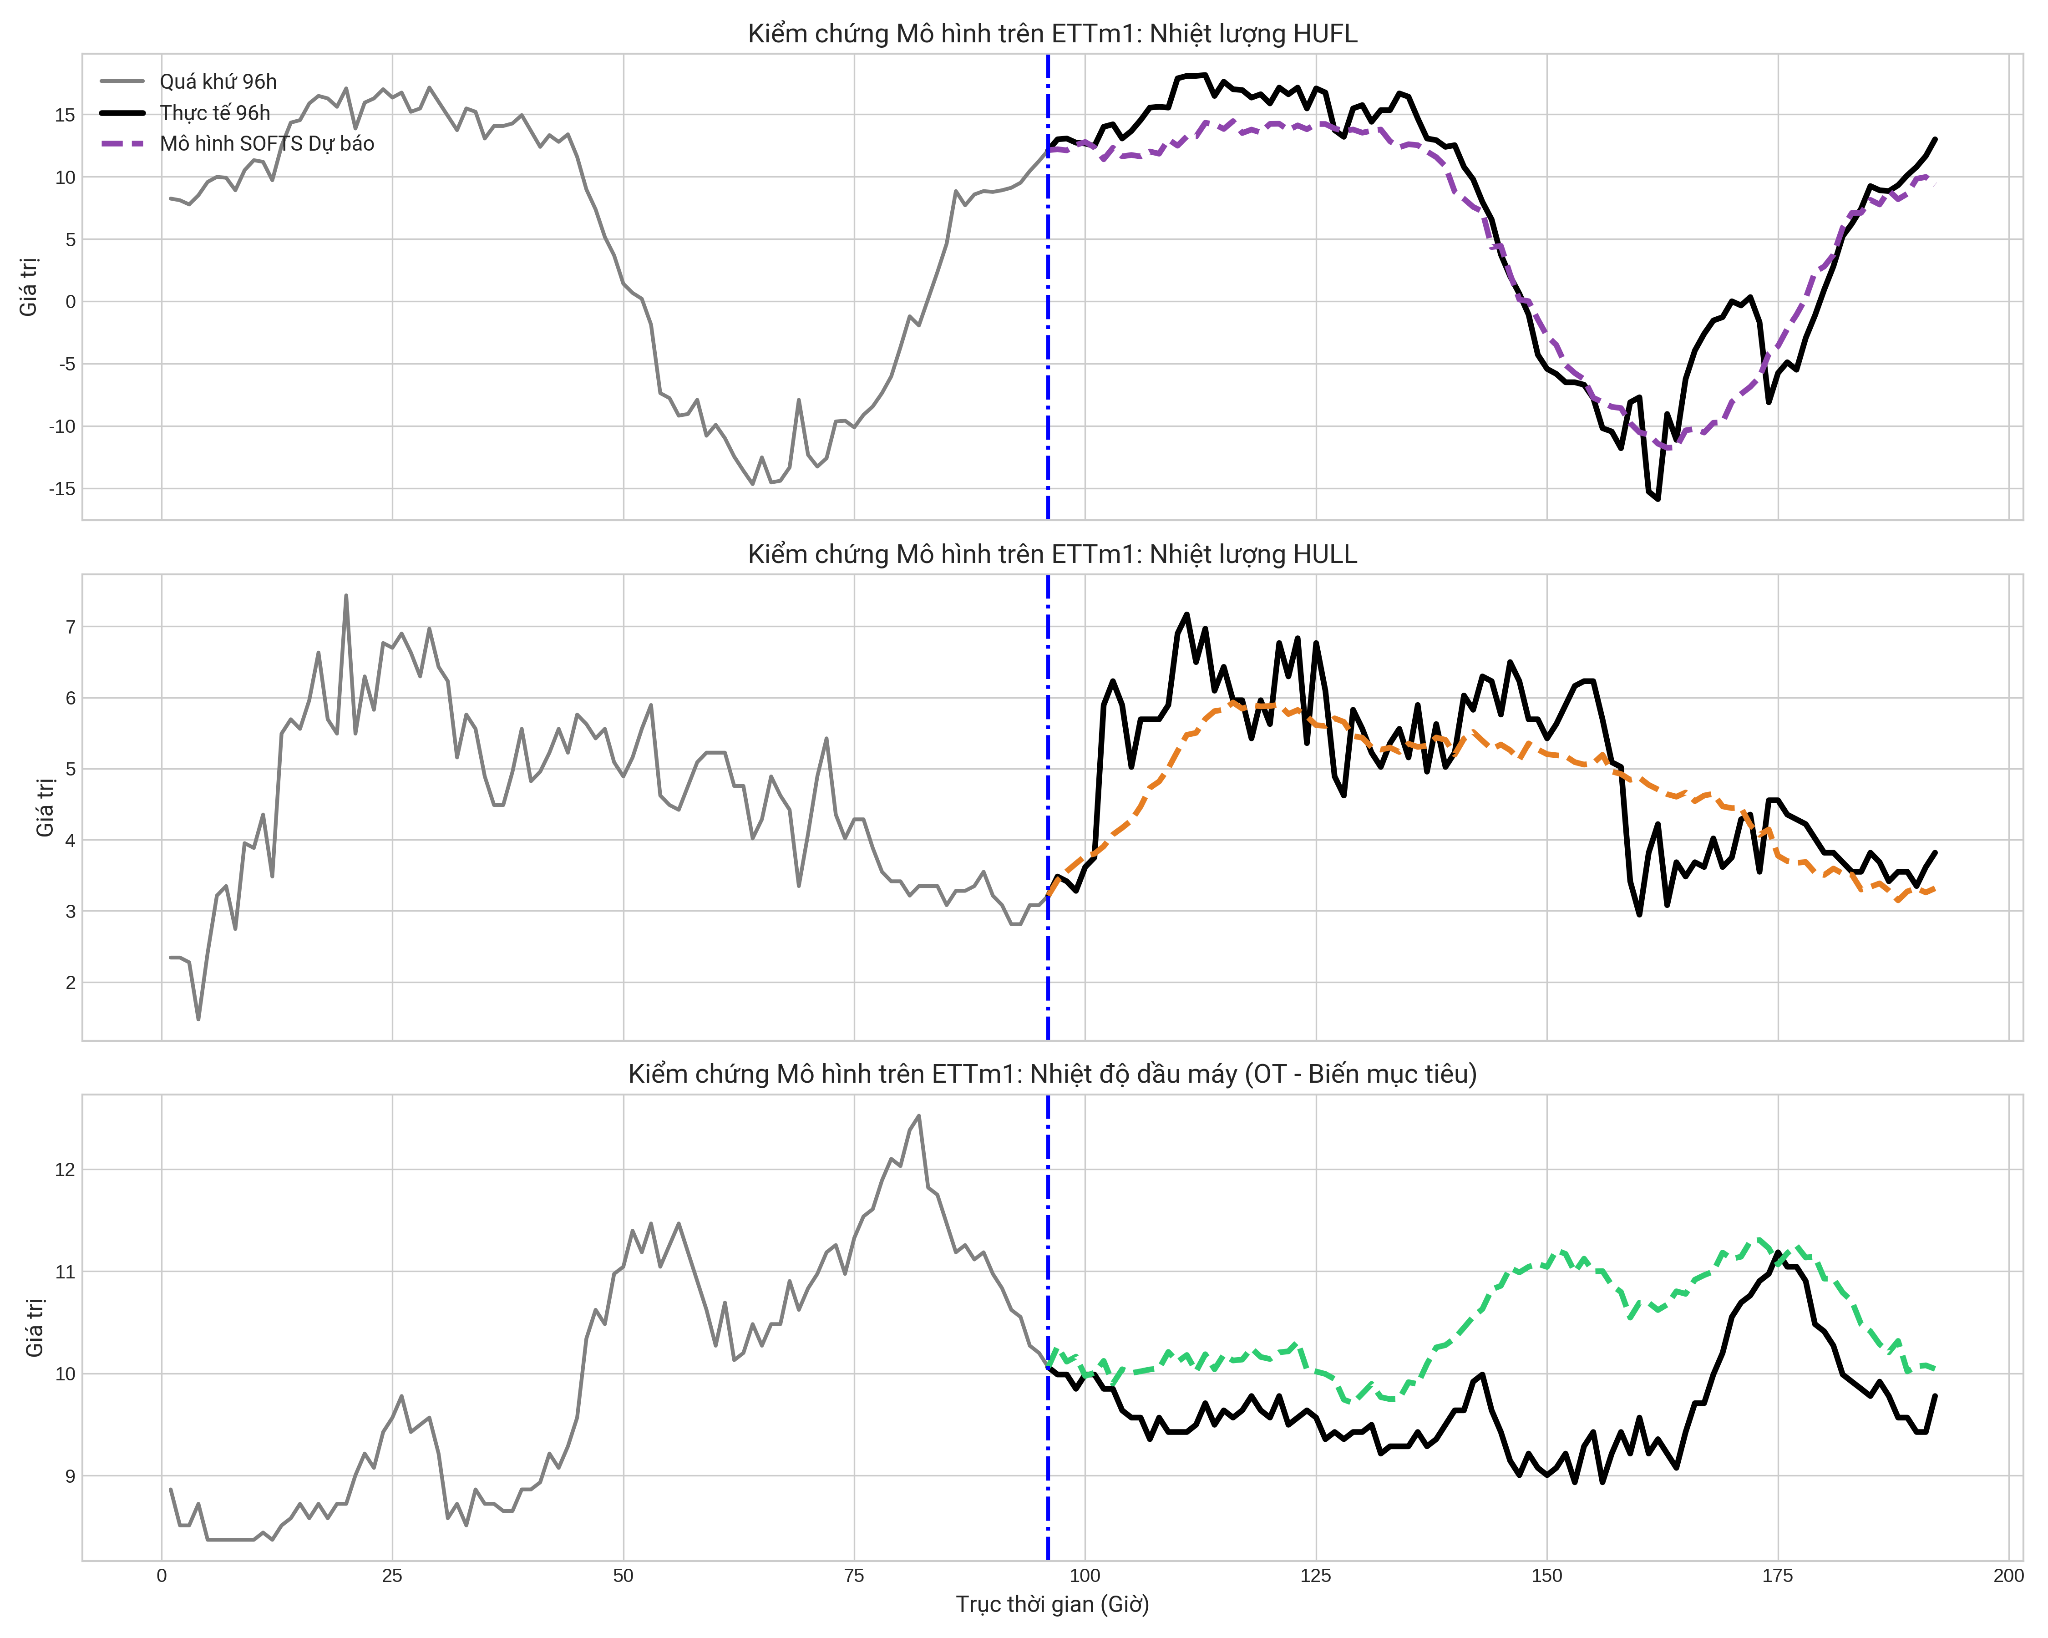 Kiểm chứng Mô hình trên ETTm1: Nhiệt lượng HUFL
Quá khứ 96h
Thực tế 96h
Mô hình SOFTS Dự báo
Giá trị
15
10
5
0
-5
-10
-15
Kiểm chứng Mô hình trên ETTm1: Nhiệt lượng HULL
Giá trị
7
6
5
4
3
2
Kiểm chứng Mô hình trên ETTm1: Nhiệt độ dầu máy (OT - Biến mục tiêu)
Giá trị
12
11
10
9
0 25 50 75 100 125 150 175 200
Trục thời gian (Giờ)